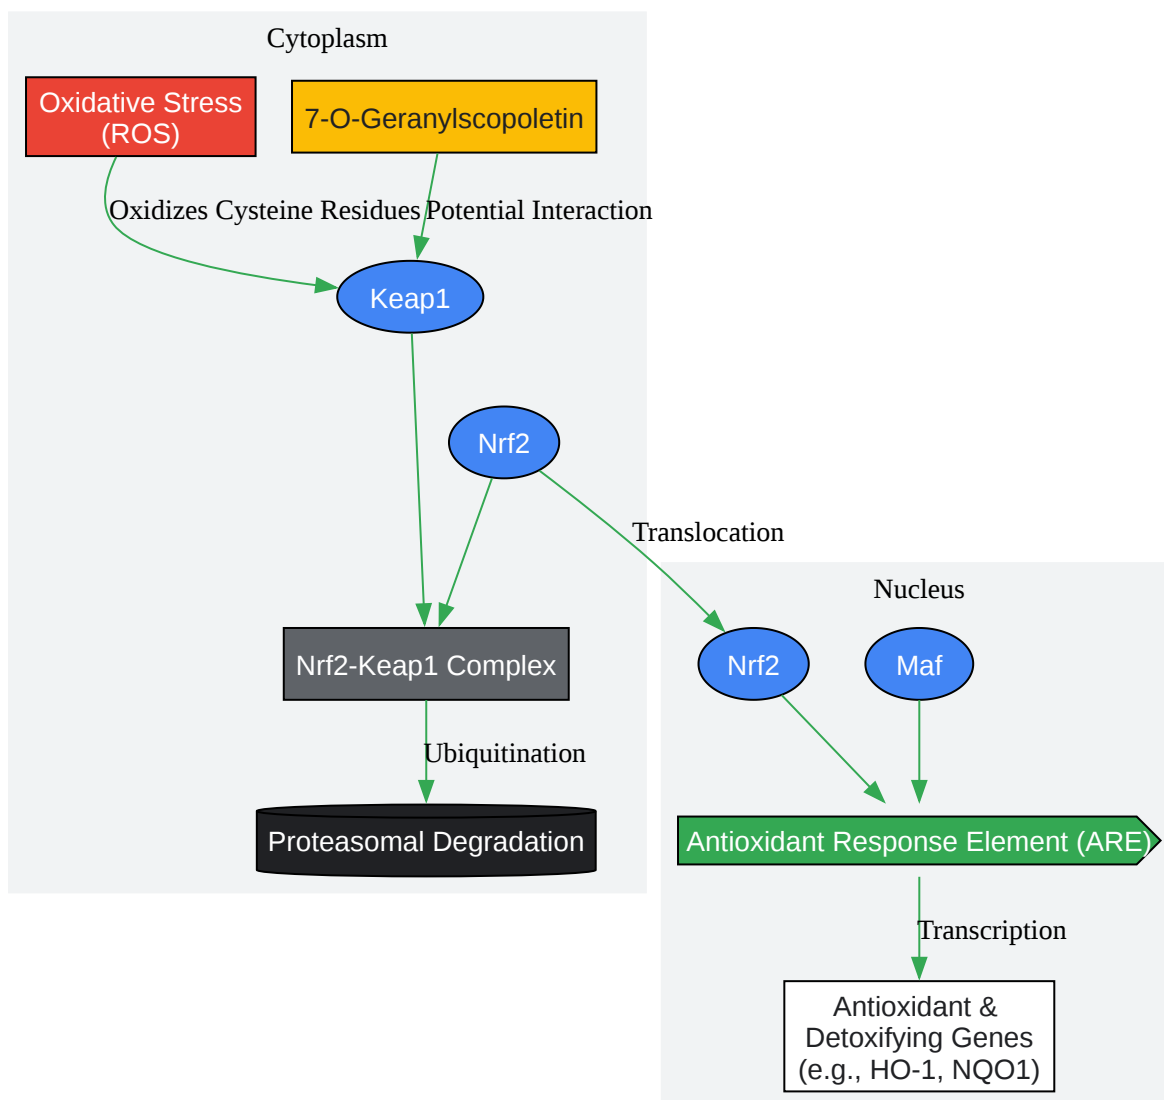 Cytoplasm
Oxidative Stress
(ROS)
7-O-Geranylscopoletin
Oxidizes Cysteine Residues
Potential Interaction
Keap1
Nrf2
Translocation
Nucleus
Nrf2-Keap1 Complex
Nrf2
Maf
Ubiquitination
Proteasomal Degradation
Antioxidant Response Element (ARE)
Transcription
Antioxidant &
Detoxifying Genes
(e.g., HO-1, NQO1)